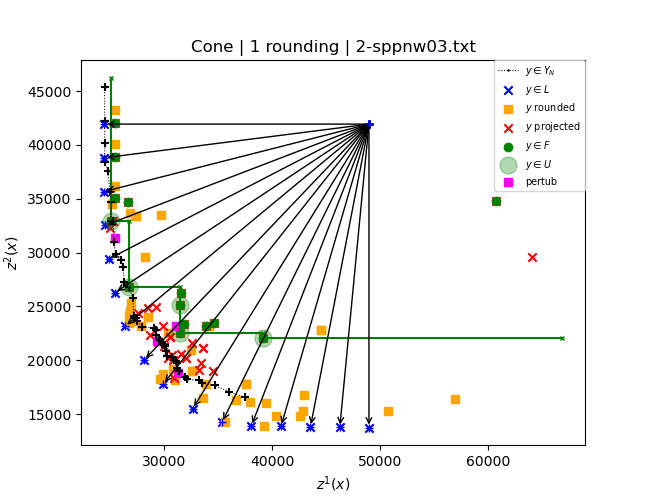 Cone | 1 rounding | 2-sppnw03.txt
y ∈ Y_N
y ∈ L
y rounded
y projected
y ∈ F
y ∈ U
pertub
45000
40000
35000
30000
25000
20000
15000
z²(x)
30000 40000 50000 60000
z¹(x)